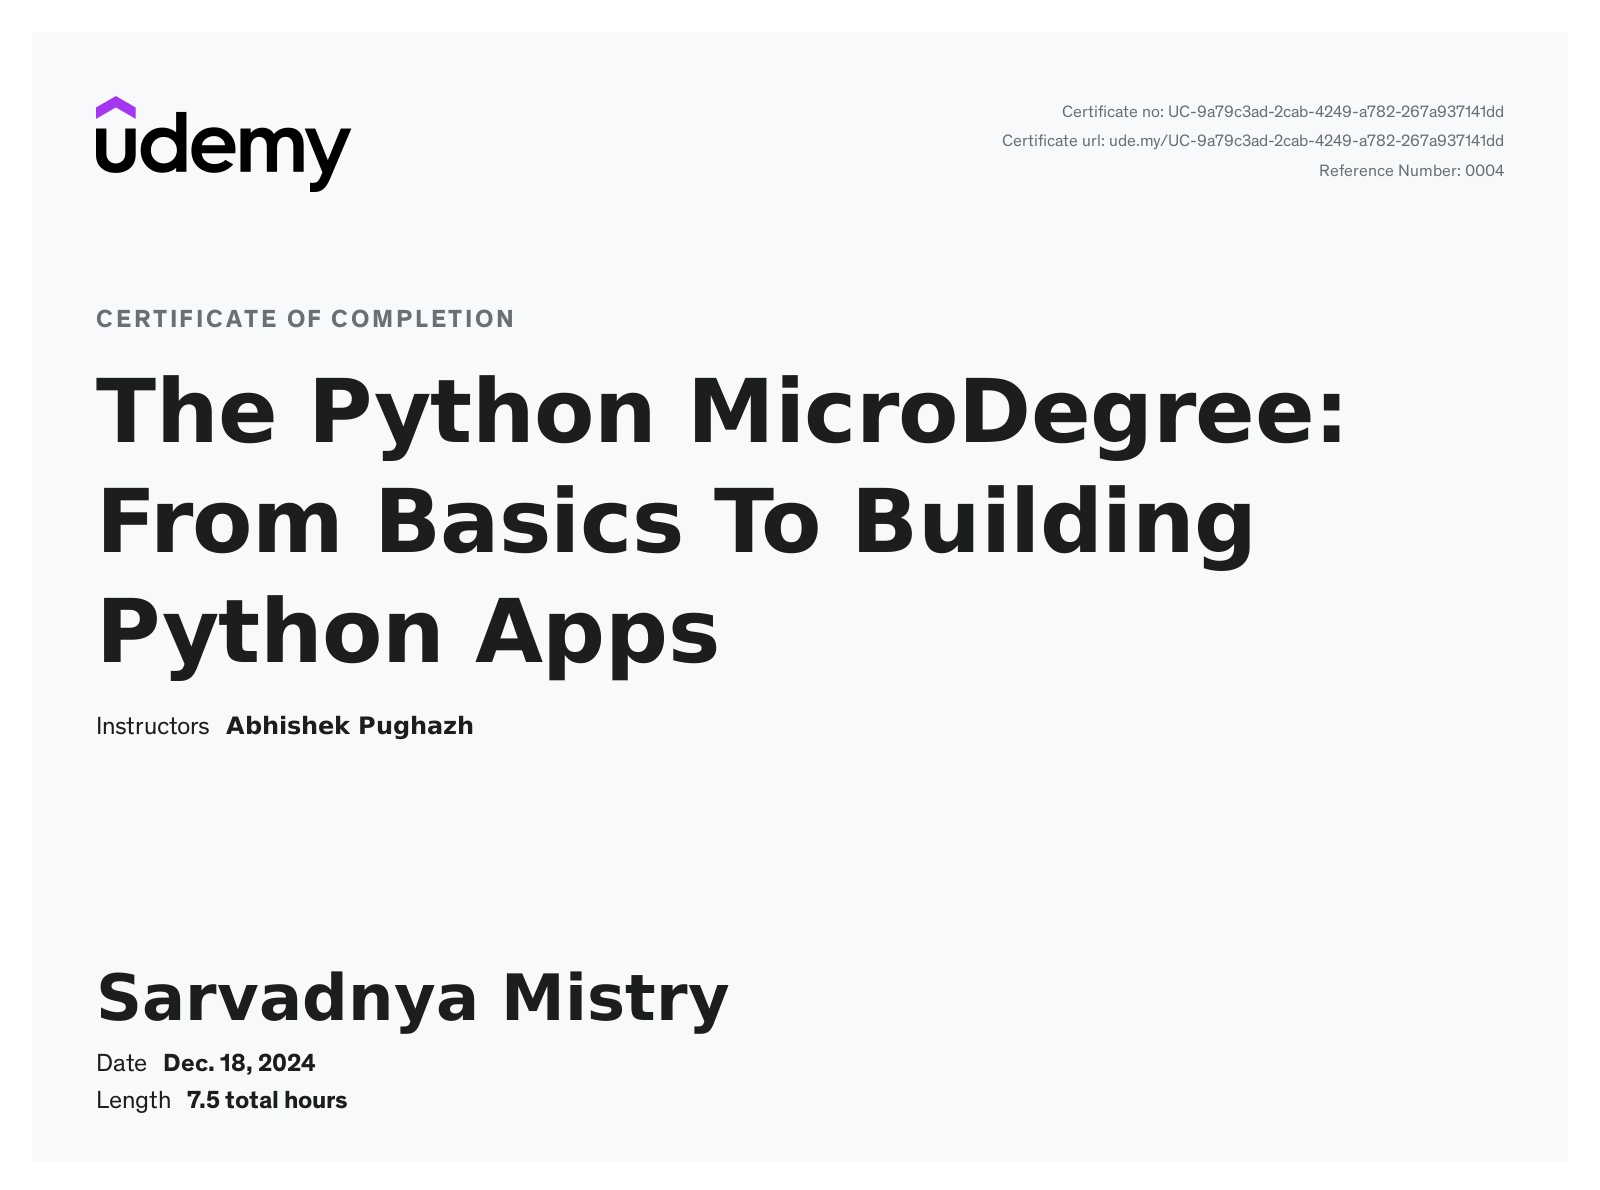 udemy
Certificate no: UC-9a79c3ad-2cab-4249-a782-267a937141dd
Certificate url: ude.my/UC-9a79c3ad-2cab-4249-a782-267a937141dd
Reference Number: 0004
CERTIFICATE OF COMPLETION
The Python MicroDegree:
From Basics To Building
Python Apps
Instructors Abhishek Pughazh
Sarvadnya Mistry
Date Dec. 18, 2024
Length 7.5 total hours